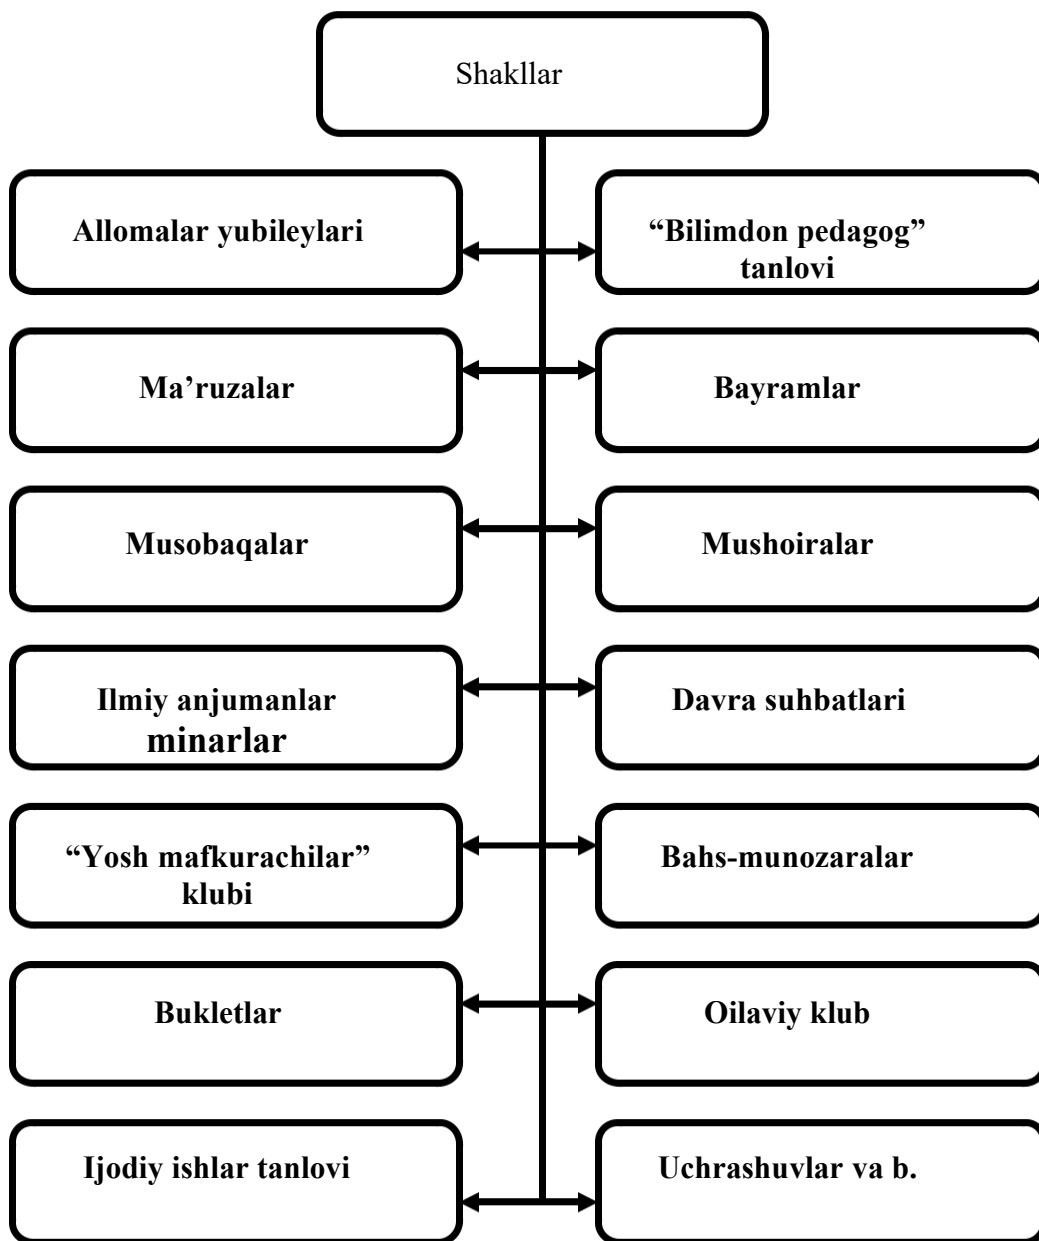 Shakllar
Allomalar yubileylari
“Bilimdon pedagog”
tanlovi
Ma’ruzalar
Bayramlar
Musobaqalar
Mushoiralar
Ilmiy anjumanlar
minarlar
Davra suhbatlari
“Yosh mafkurachilar”
klubi
Bahs-munozaralar
Bukletlar
Oilaviy klub
Ijodiy ishlar tanlovi
Uchrashuvlar va b.